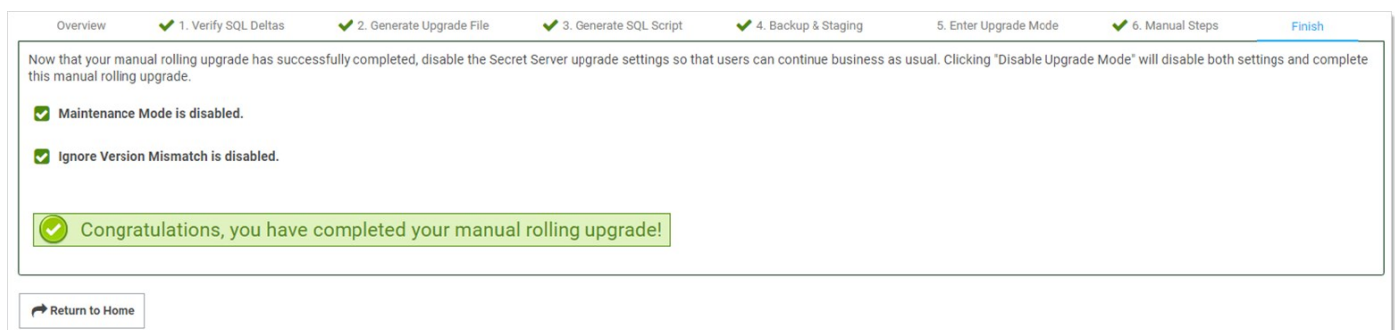 Overview 1. Verify SQL Deltas 2. Generate Upgrade File 3. Generate SQL Script 4. Backup & Staging 5. Enter Upgrade Mode 6. Manual Steps Finish
Now that your manual rolling upgrade has successfully completed, disable the Secret Server upgrade settings so that users can continue business as usual. Clicking "Disable Upgrade Mode" will disable both settings and complete
this manual rolling upgrade.
Maintenance Mode is disabled.
Ignore Version Mismatch is disabled.
Congratulations, you have completed your manual rolling upgrade!
Return to Home